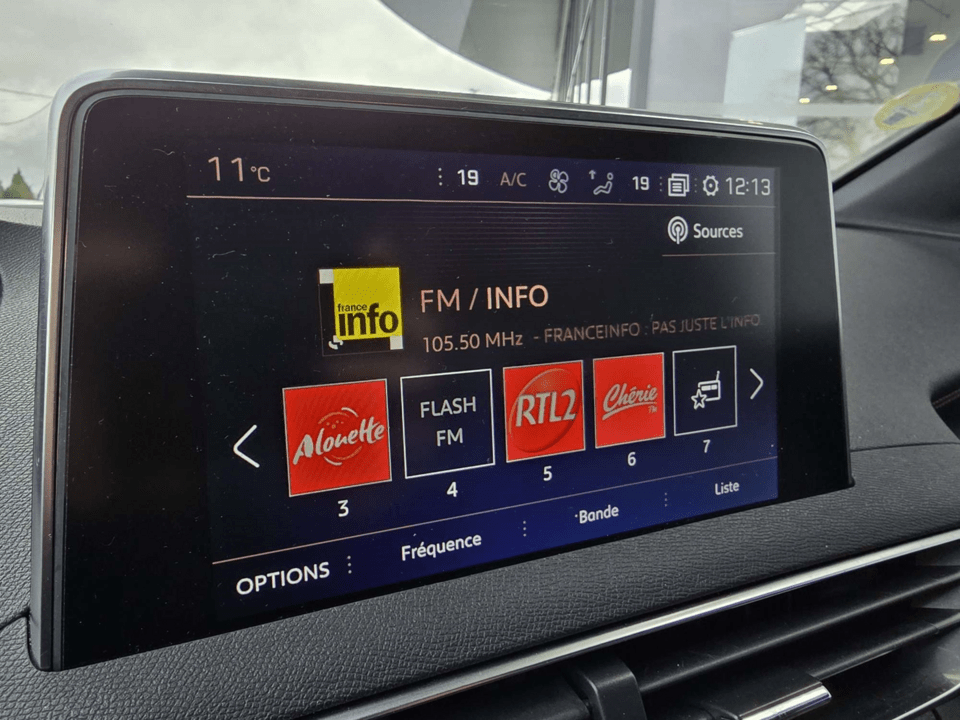 11°C 19 A/C 19 12:13
Sources
france
info
FM / INFO
105.50 MHz - FRANCEINFO : PAS JUSTE L'INFO
Alouette
FLASH
FM
RTL2
Chérie
FM
3 4 5 6 7
OPTIONS Fréquence Bande Liste